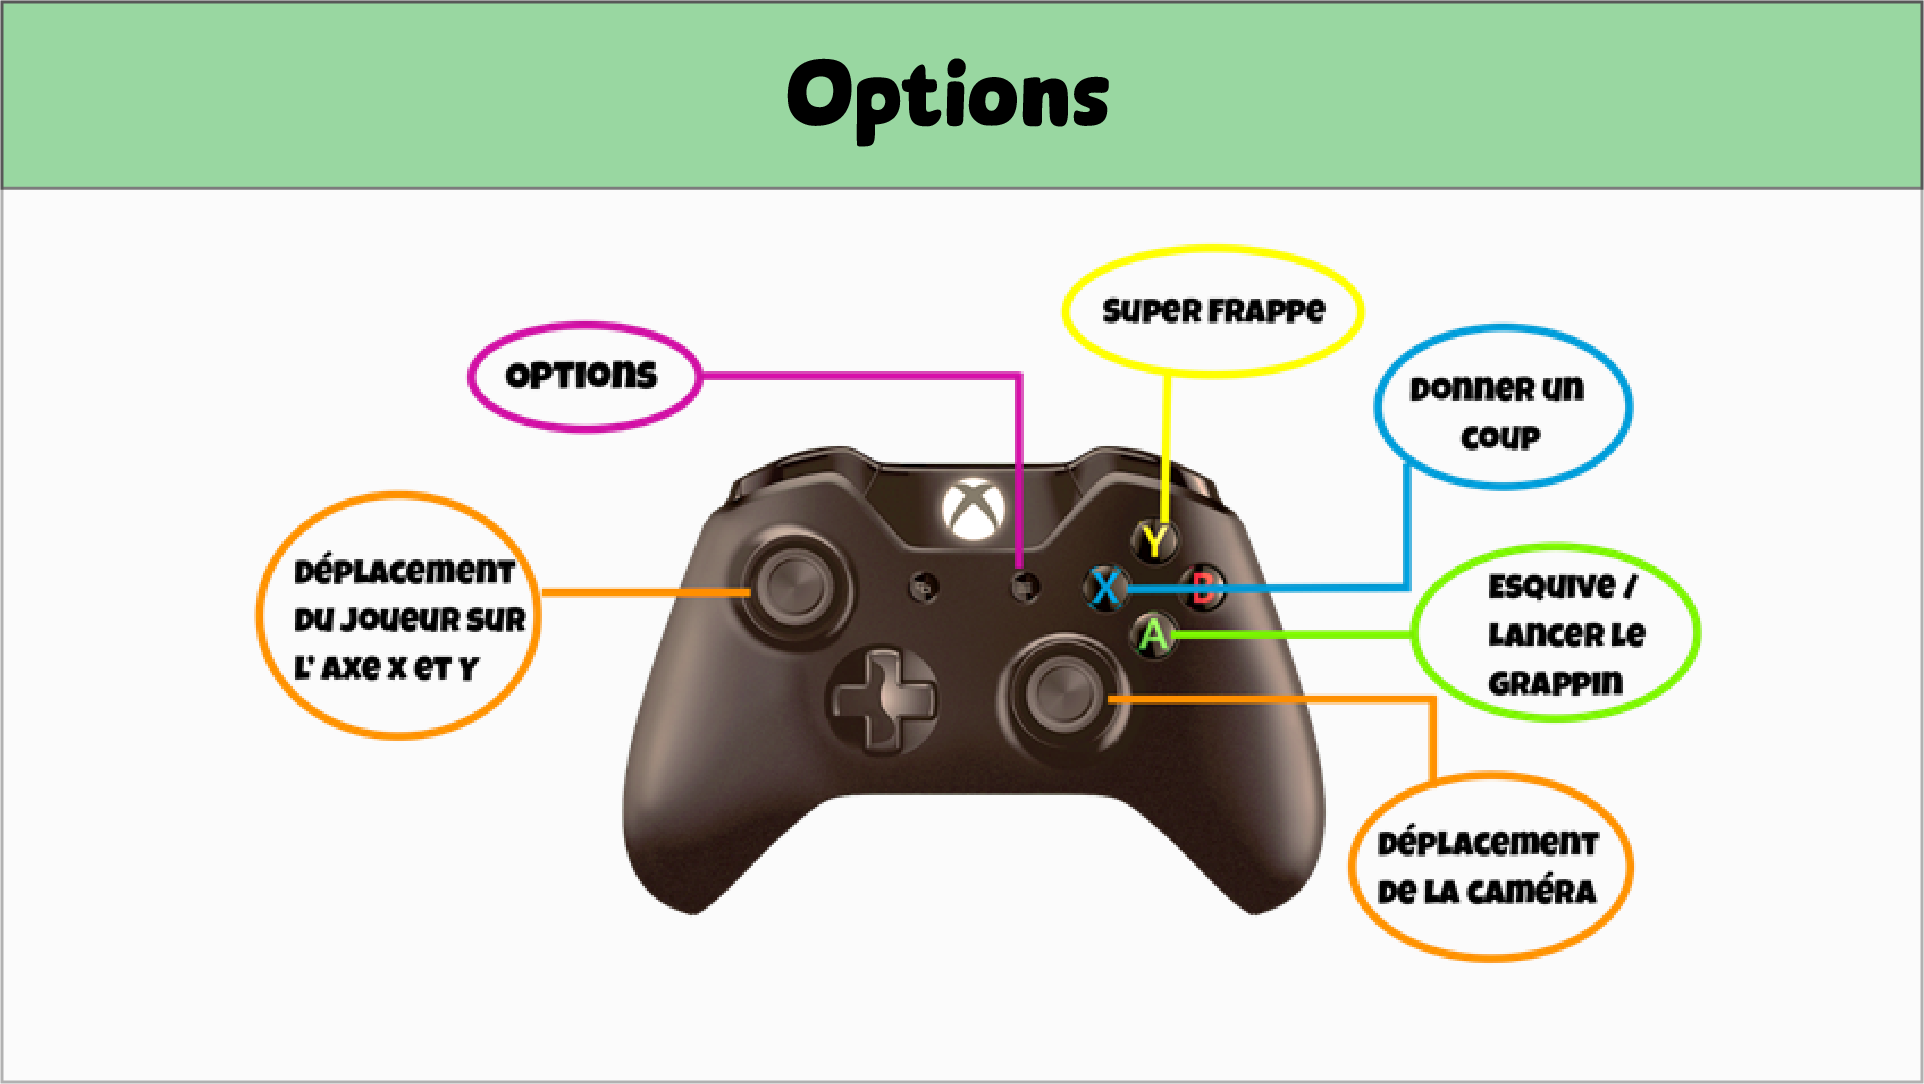 Options
Super frappe
Options
Donner un
coup
Déplacement
du joueur sur
l' axe x et y
Esquive /
lancer le
grappin
Y
X
B
A
Déplacement
de la caméra